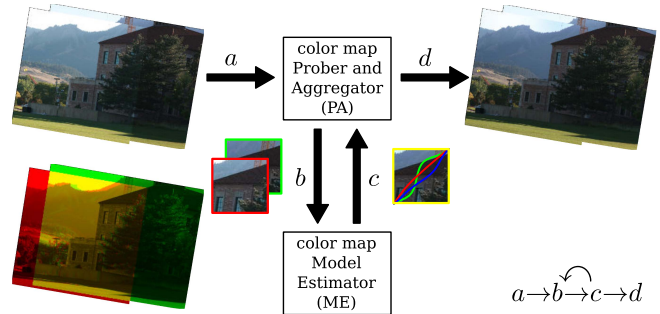 a
color map
Prober and
Aggregator
(PA)
d
b
c
color map
Model
Estimator
(ME)
a→b→c→d